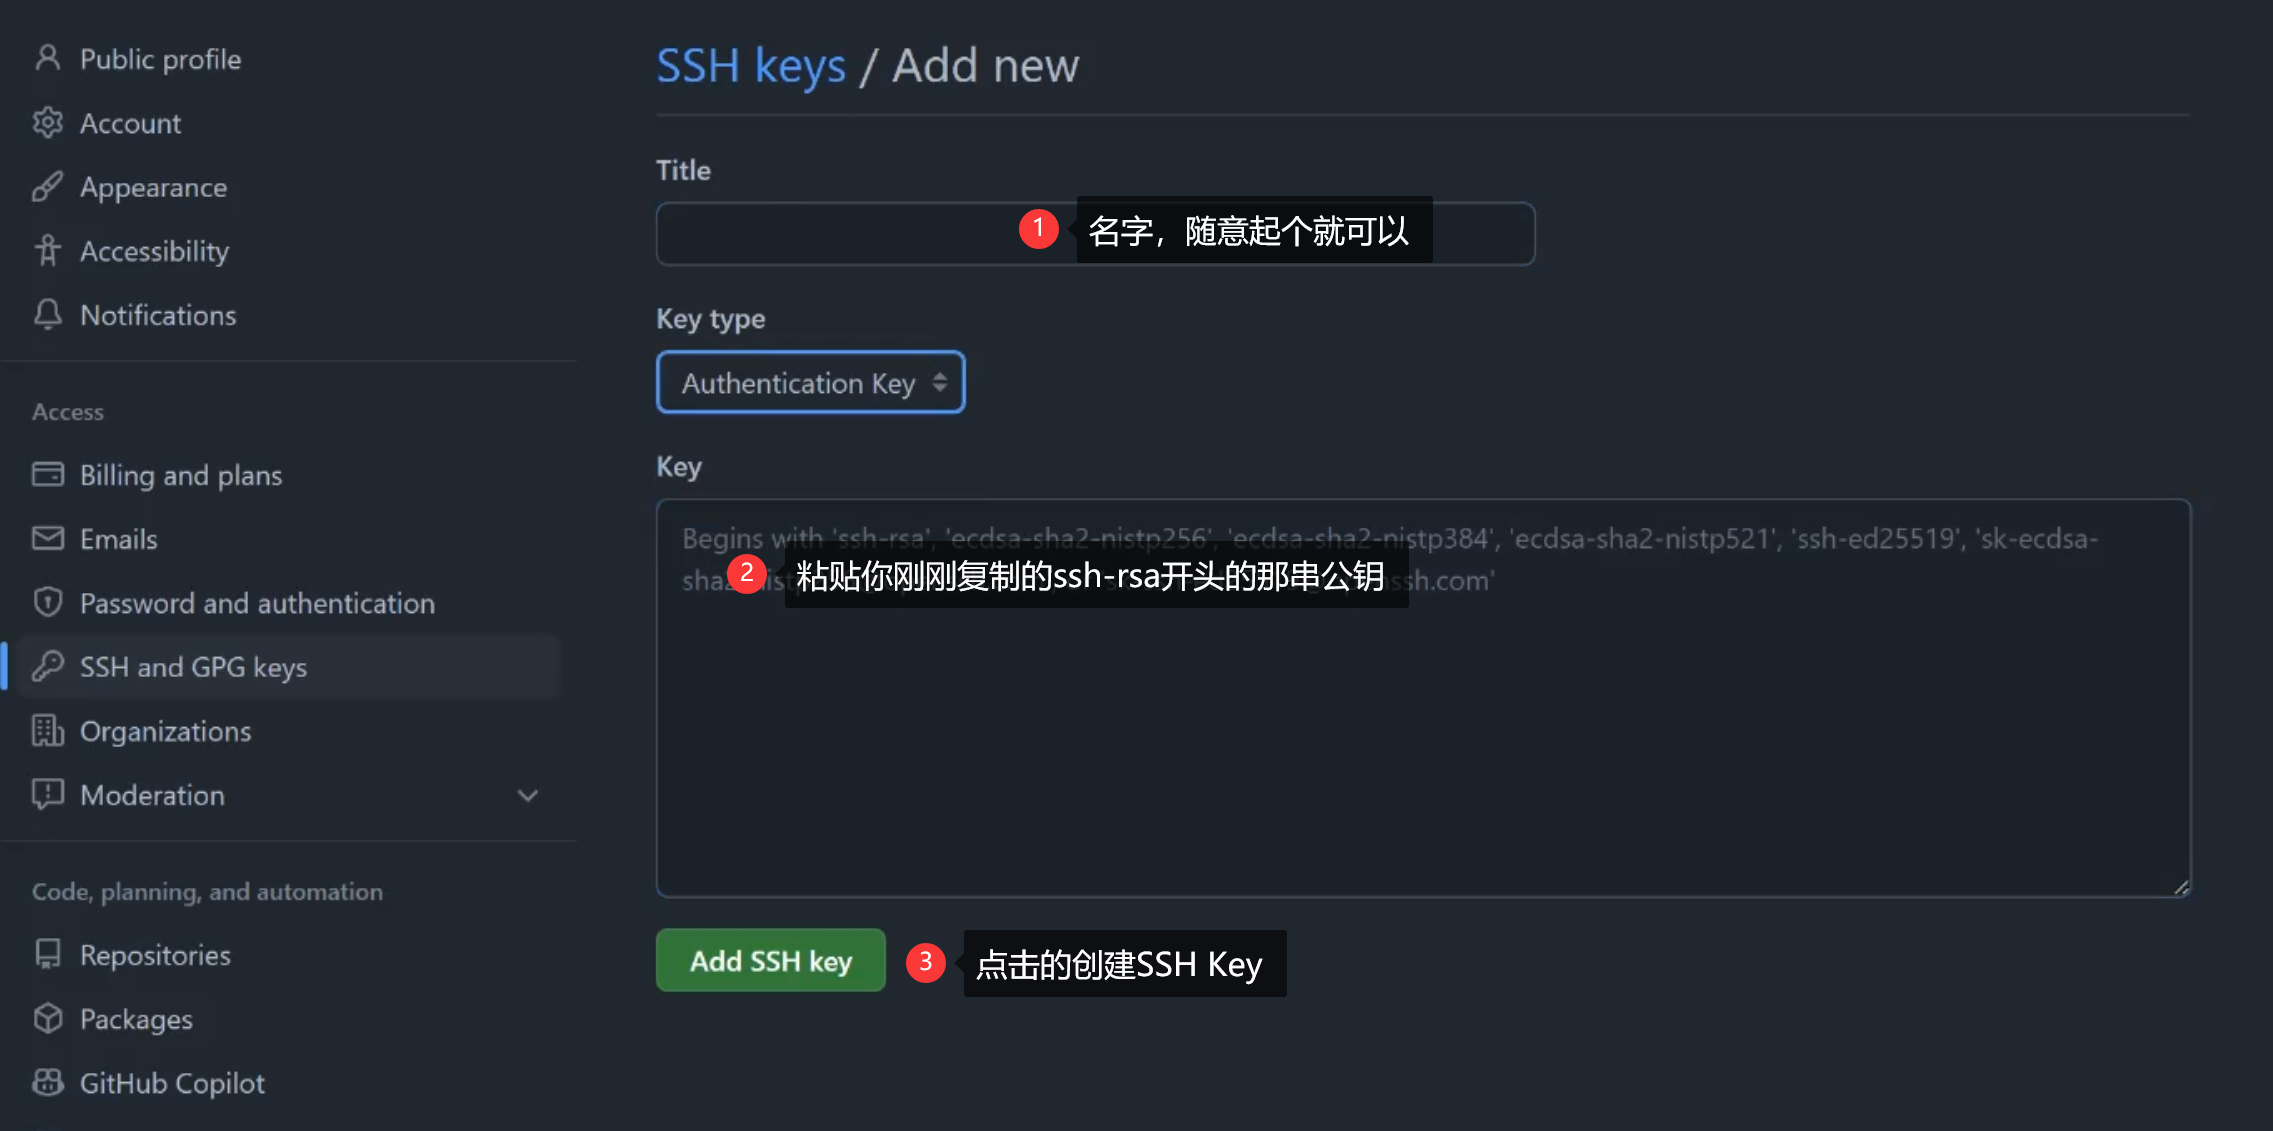 Public profile
Account
Appearance
Accessibility
Notifications
Access
Billing and plans
Emails
Password and authentication
SSH and GPG keys
Organizations
Moderation
Code, planning, and automation
Repositories
Packages
GitHub Copilot
SSH keys / Add new
Title
1 名字，随意起个就可以
Key type
Authentication Key
Key
Begins with 'ssh-rsa', 'ecdsa-sha2-nistp256', 'ecdsa-sha2-nistp384', 'ecdsa-sha2-nistp521', 'ssh-ed25519', 'sk-ecdsa-
ssh.com'
2 粘贴你刚刚复制的ssh-rsa开头的那串公钥
Add SSH key
3 点击的创建SSH Key